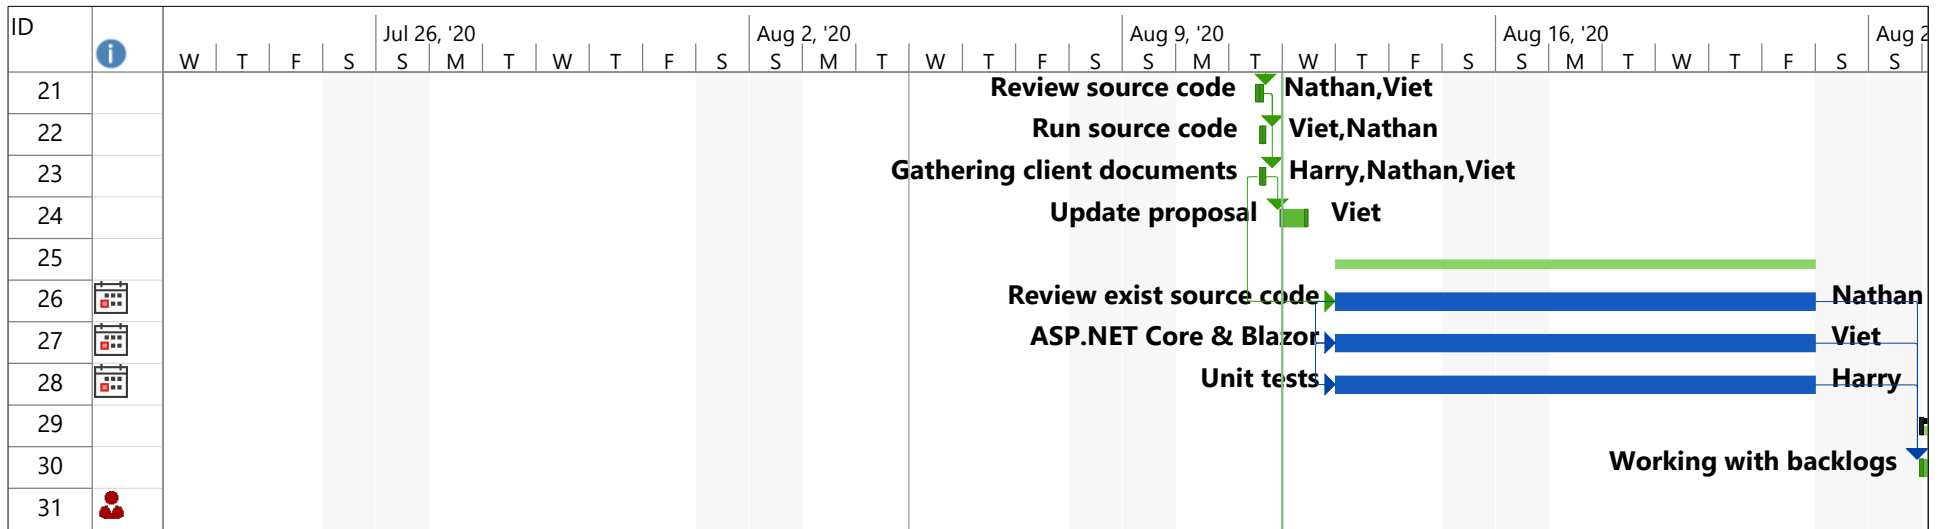 ID
Jul 26, '20 Aug 2, '20 Aug 9, '20 Aug 16, '20 Aug 2
W T F S S M T W T F S S M T W T F S S M T W T F S S M T W T F S S
21 Review source code Nathan,Viet
22 Run source code Viet,Nathan
23 Gathering client documents Harry,Nathan,Viet
24 Update proposal Viet
25
26 Review exist source code Nathan
27 ASP.NET Core & Blazor Viet
28 Unit tests Harry
29
30 Working with backlogs
31